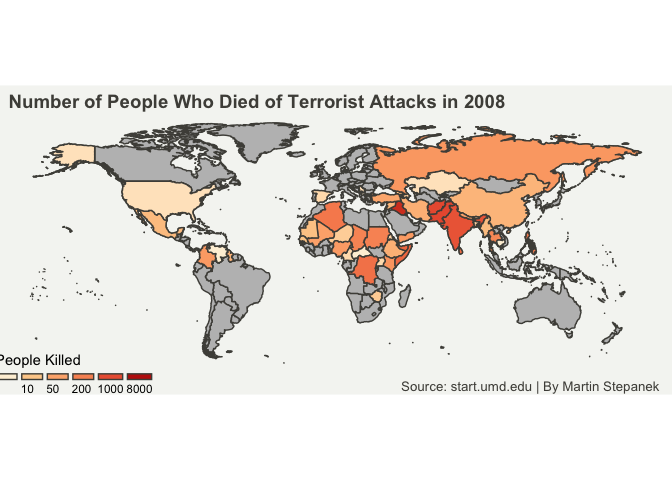 Number of People Who Died of Terrorist Attacks in 2008
People Killed
10 50 200 1000 8000
Source: start.umd.edu | By Martin Stepanek